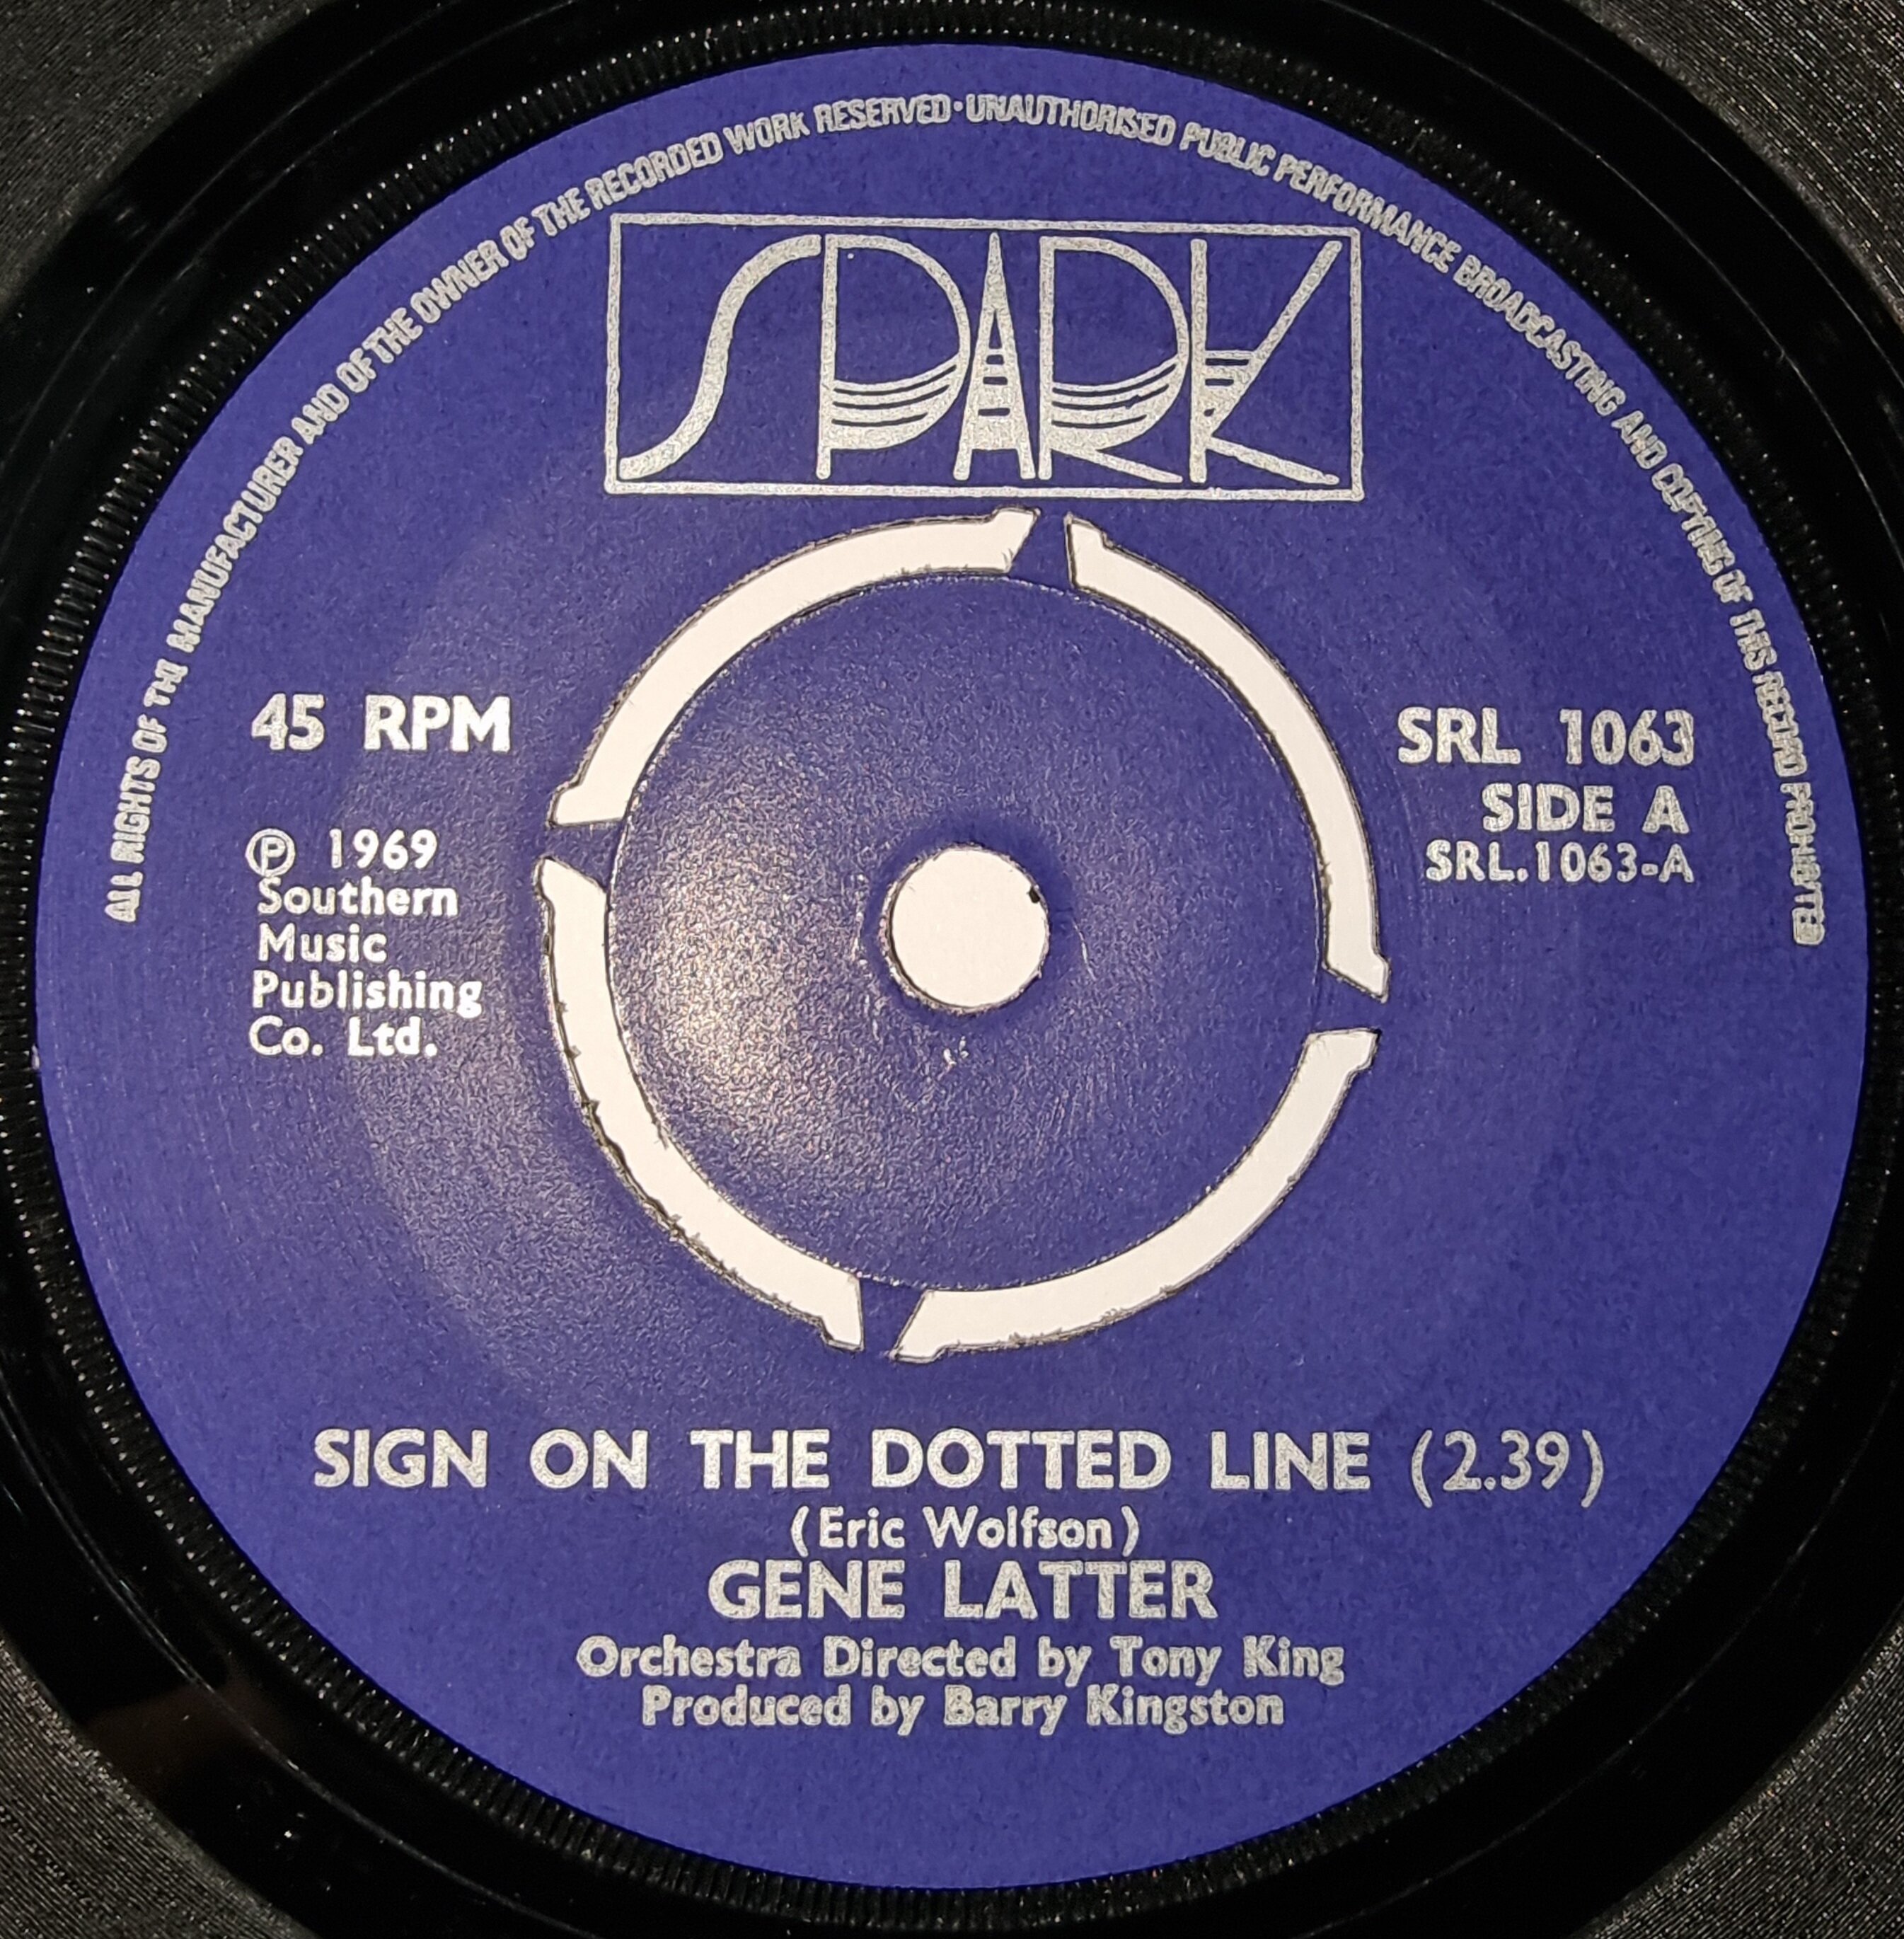 ALL RIGHTS OF THE MANUFACTURER AND OF THE OWNER OF THE RECORDED WORK RESERVED · UNAUTHORISED PUBLIC PERFORMANCE BROADCASTING AND COPYING OF THIS RECORD PROHIBITED
SPARK
45 RPM
℗ 1969
Southern
Music
Publishing
Co. Ltd.
SRL 1063
SIDE A
SRL.1063-A
SIGN ON THE DOTTED LINE (2.39)
(Eric Wolfson)
GENE LATTER
Orchestra Directed by Tony King
Produced by Barry Kingston